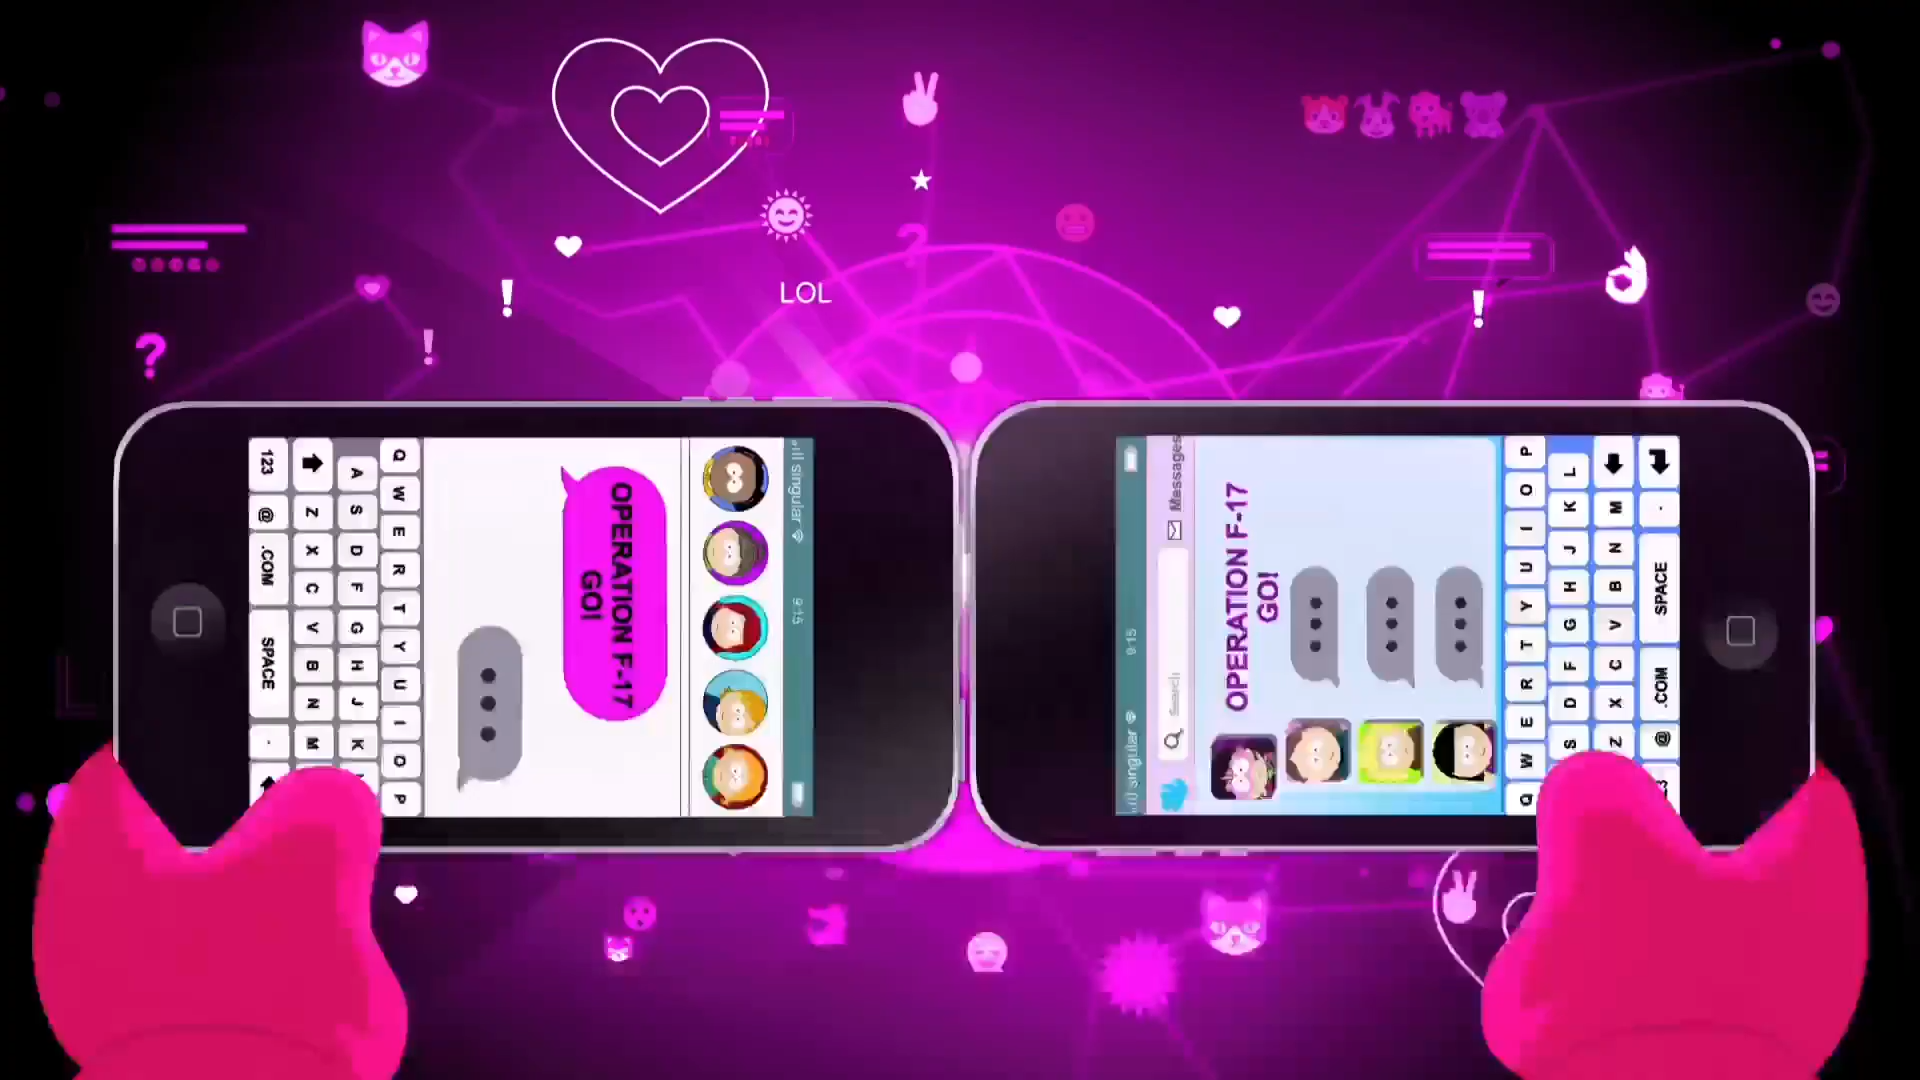 ?
!
!
LOL
?
!
singular
9:15
OPERATION F-17
GO!
Q W E R T Y U I O P
A S D F G H J K
Z X C V B N M
123 @ .COM SPACE .
singular
9:15
Messages
Search
OPERATION F-17
GO!
Q W E R T Y U I O P
S D F G H J K L
Z X C V B N M
@ .COM SPACE .